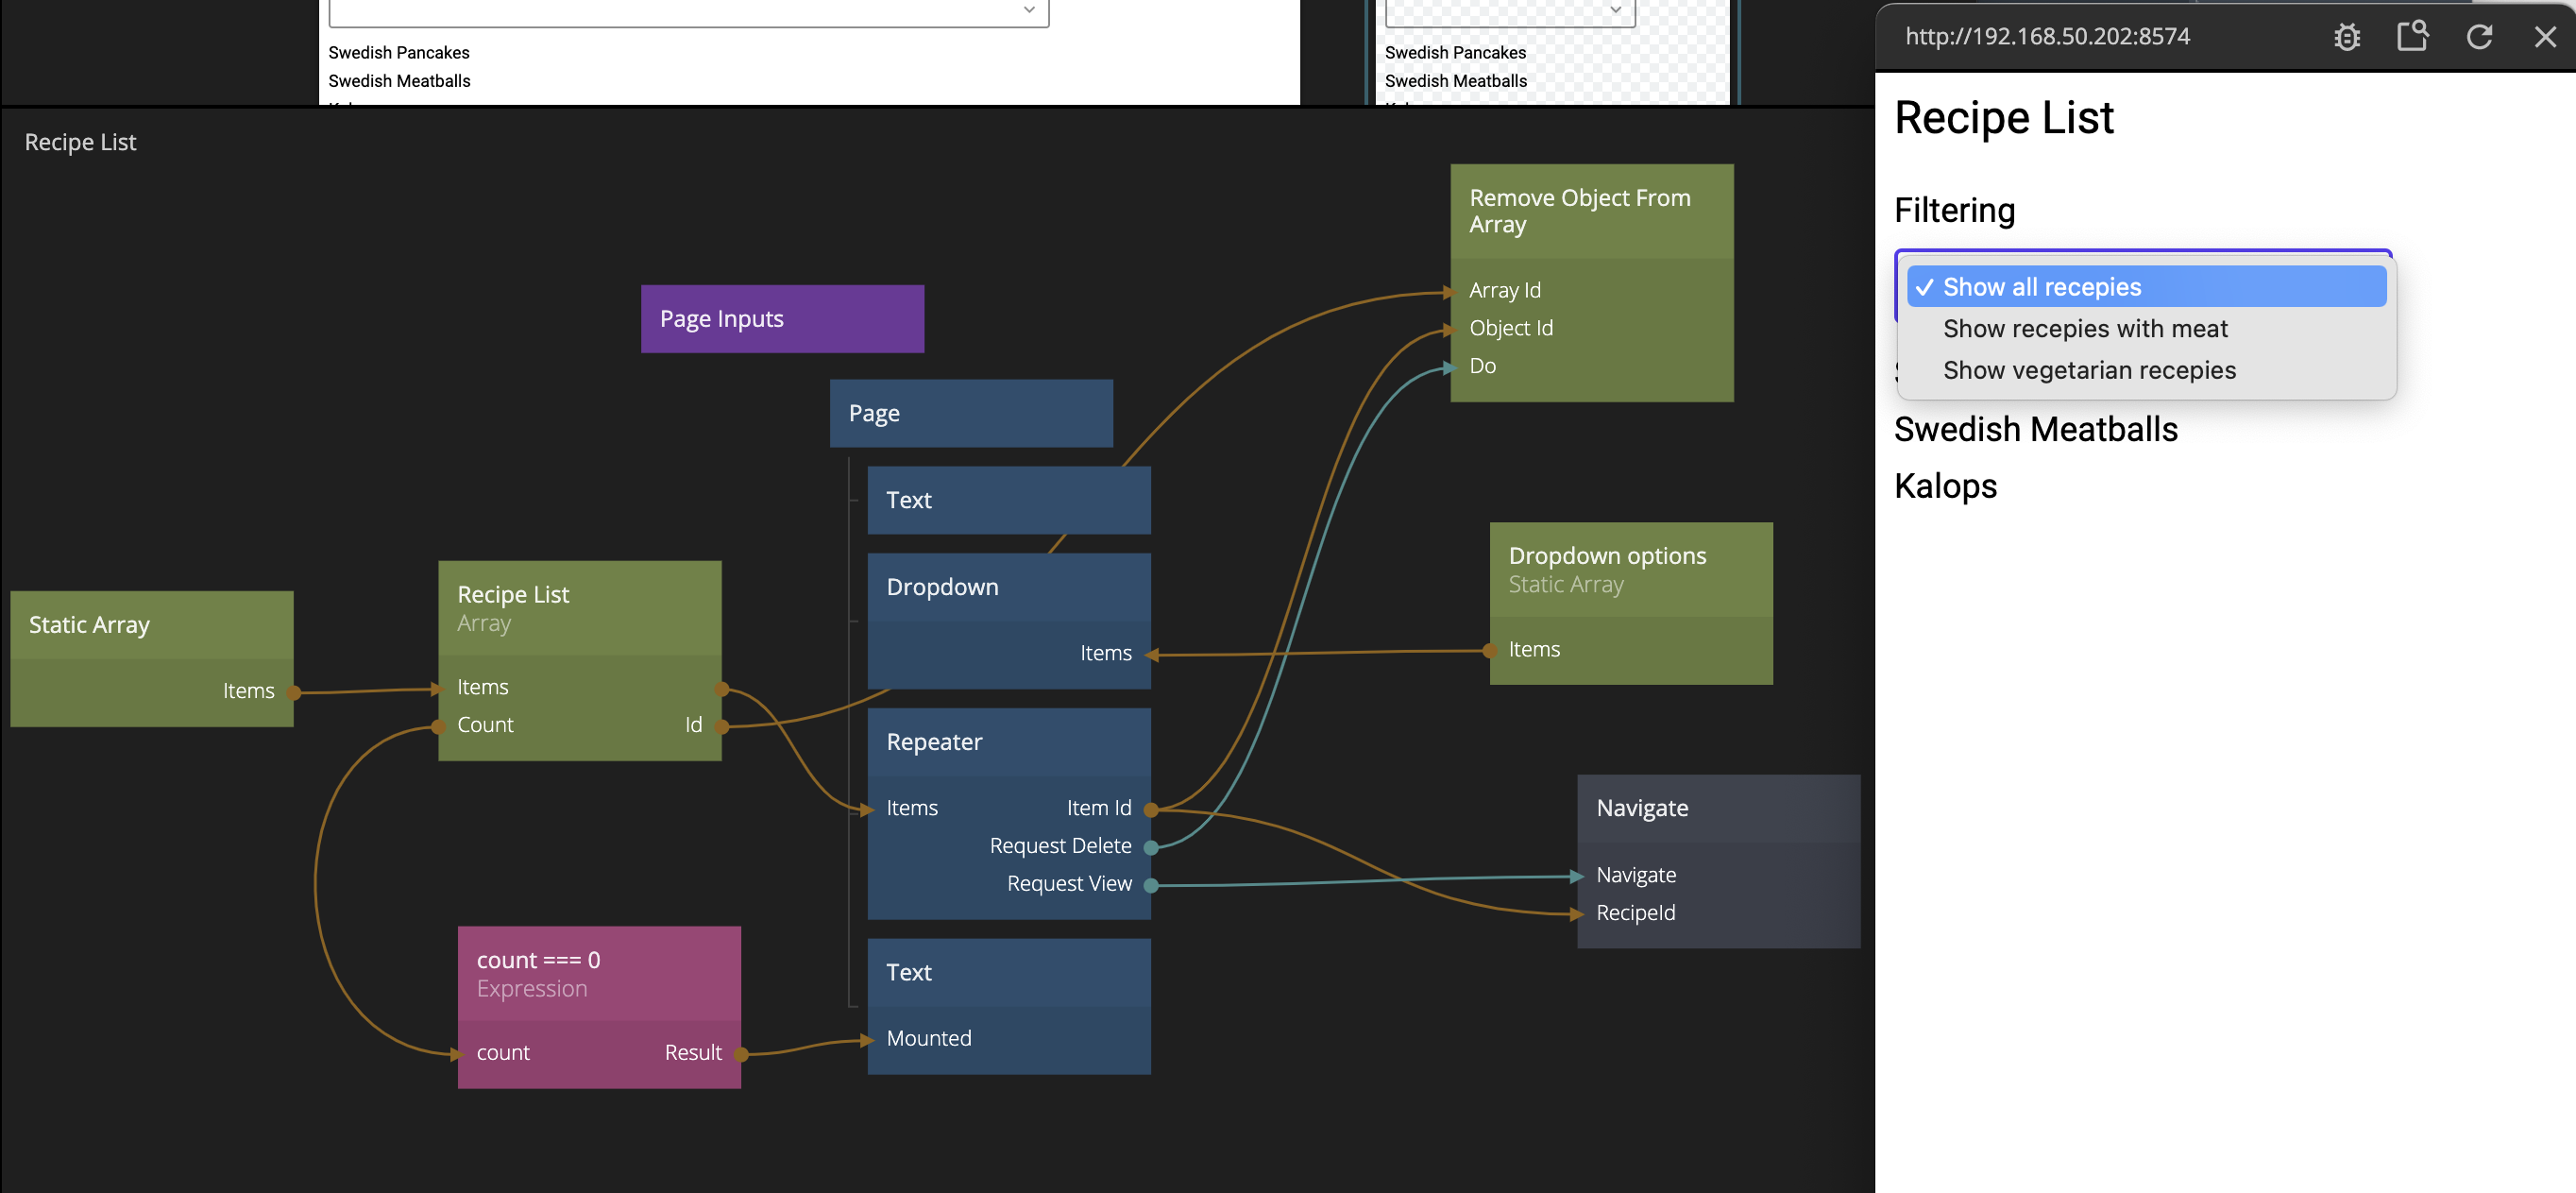 Swedish Pancakes
Swedish Meatballs
Swedish Pancakes
Swedish Meatballs
http://192.168.50.202:8574
Recipe List
Page Inputs
Page
Text
Dropdown
Items
Static Array
Items
Recipe List
Array
Items
Count
Id
Repeater
Items
Item Id
Request Delete
Request View
count === 0
Expression
count
Result
Text
Mounted
Remove Object From
Array
Array Id
Object Id
Do
Dropdown options
Static Array
Items
Navigate
Navigate
RecipeId
Recipe List
Filtering
✓ Show all recepies
Show recepies with meat
Show vegetarian recepies
Swedish Meatballs
Kalops